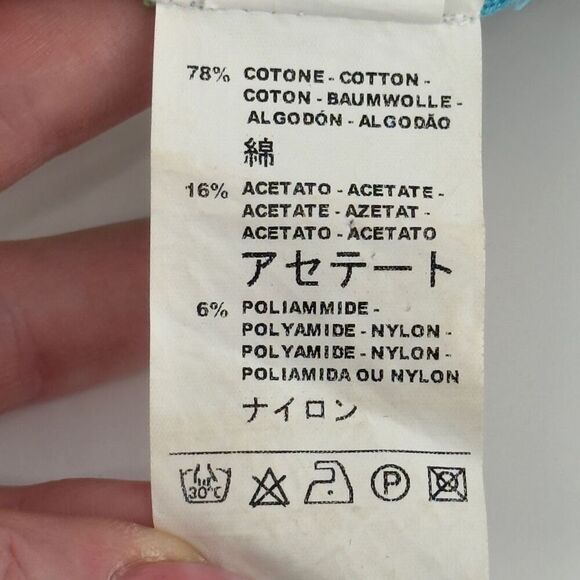 78% COTONE - COTTON -
COTON - BAUMWOLLE -
ALGODÓN - ALGODÃO
綿
16% ACETATO - ACETATE -
ACETATE - AZETAT -
ACETATO - ACETATO
アセテート
6% POLIAMMIDE -
POLYAMIDE - NYLON -
POLYAMIDE - NYLON -
POLIAMIDA OU NYLON
ナイロン
30°C P